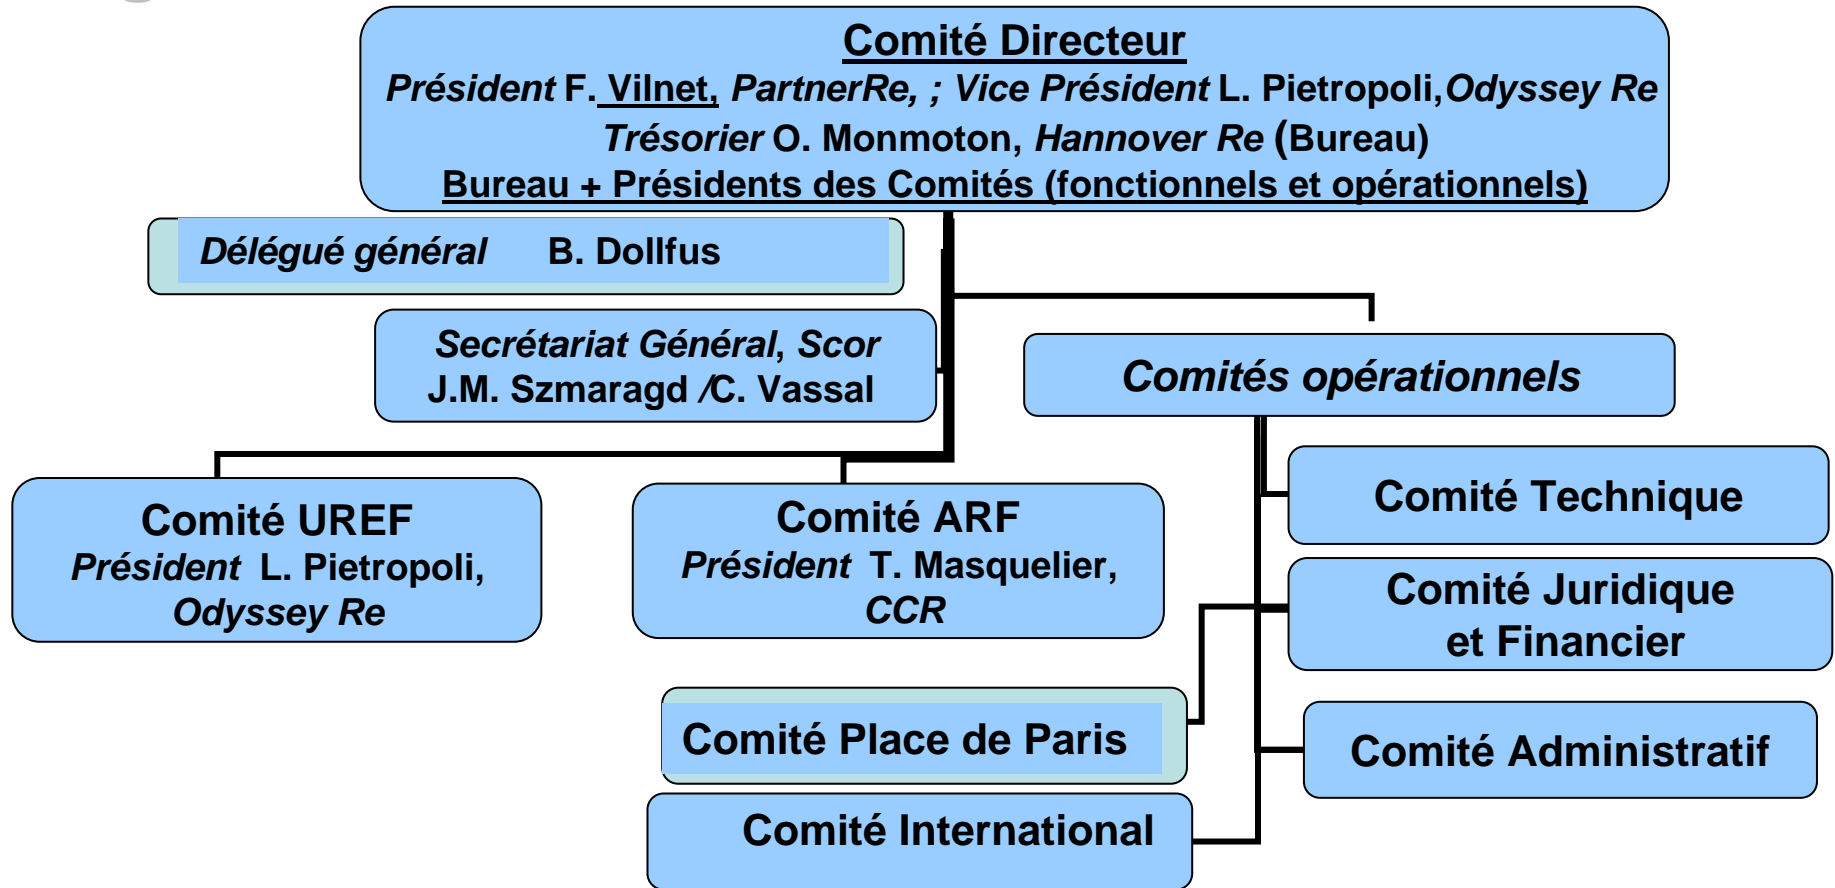 Comité Directeur
Président F. Vilnet, PartnerRe, ; Vice Président L. Pietropoli,Odyssey Re
Trésorier O. Monmoton, Hannover Re (Bureau)
Bureau + Présidents des Comités (fonctionnels et opérationnels)
Délégué général B. Dollfus
Secrétariat Général, Scor
J.M. Szmaragd /C. Vassal
Comités opérationnels
Comité UREF
Président L. Pietropoli,
Odyssey Re
Comité ARF
Président T. Masquelier,
CCR
Comité Technique
Comité Juridique
et Financier
Comité Place de Paris
Comité Administratif
Comité International